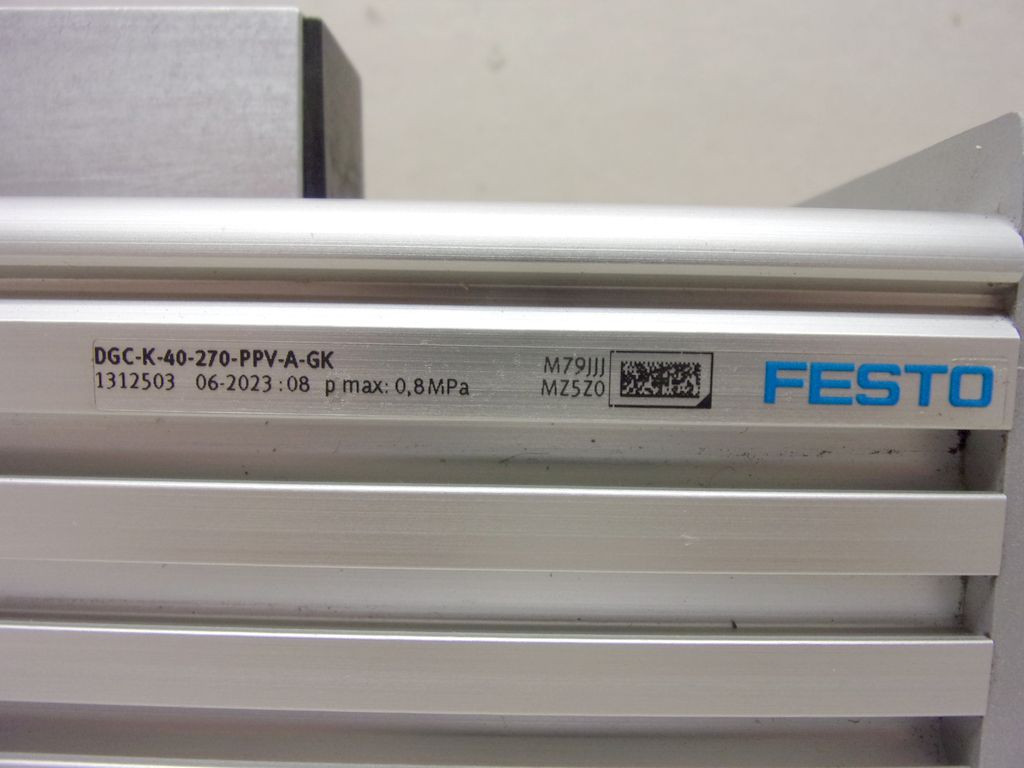 DGC-K-40-270-PPV-A-GK
1312503 06-2023:08 p max: 0,8MPa
M79JJJ
MZ5Z0
FESTO